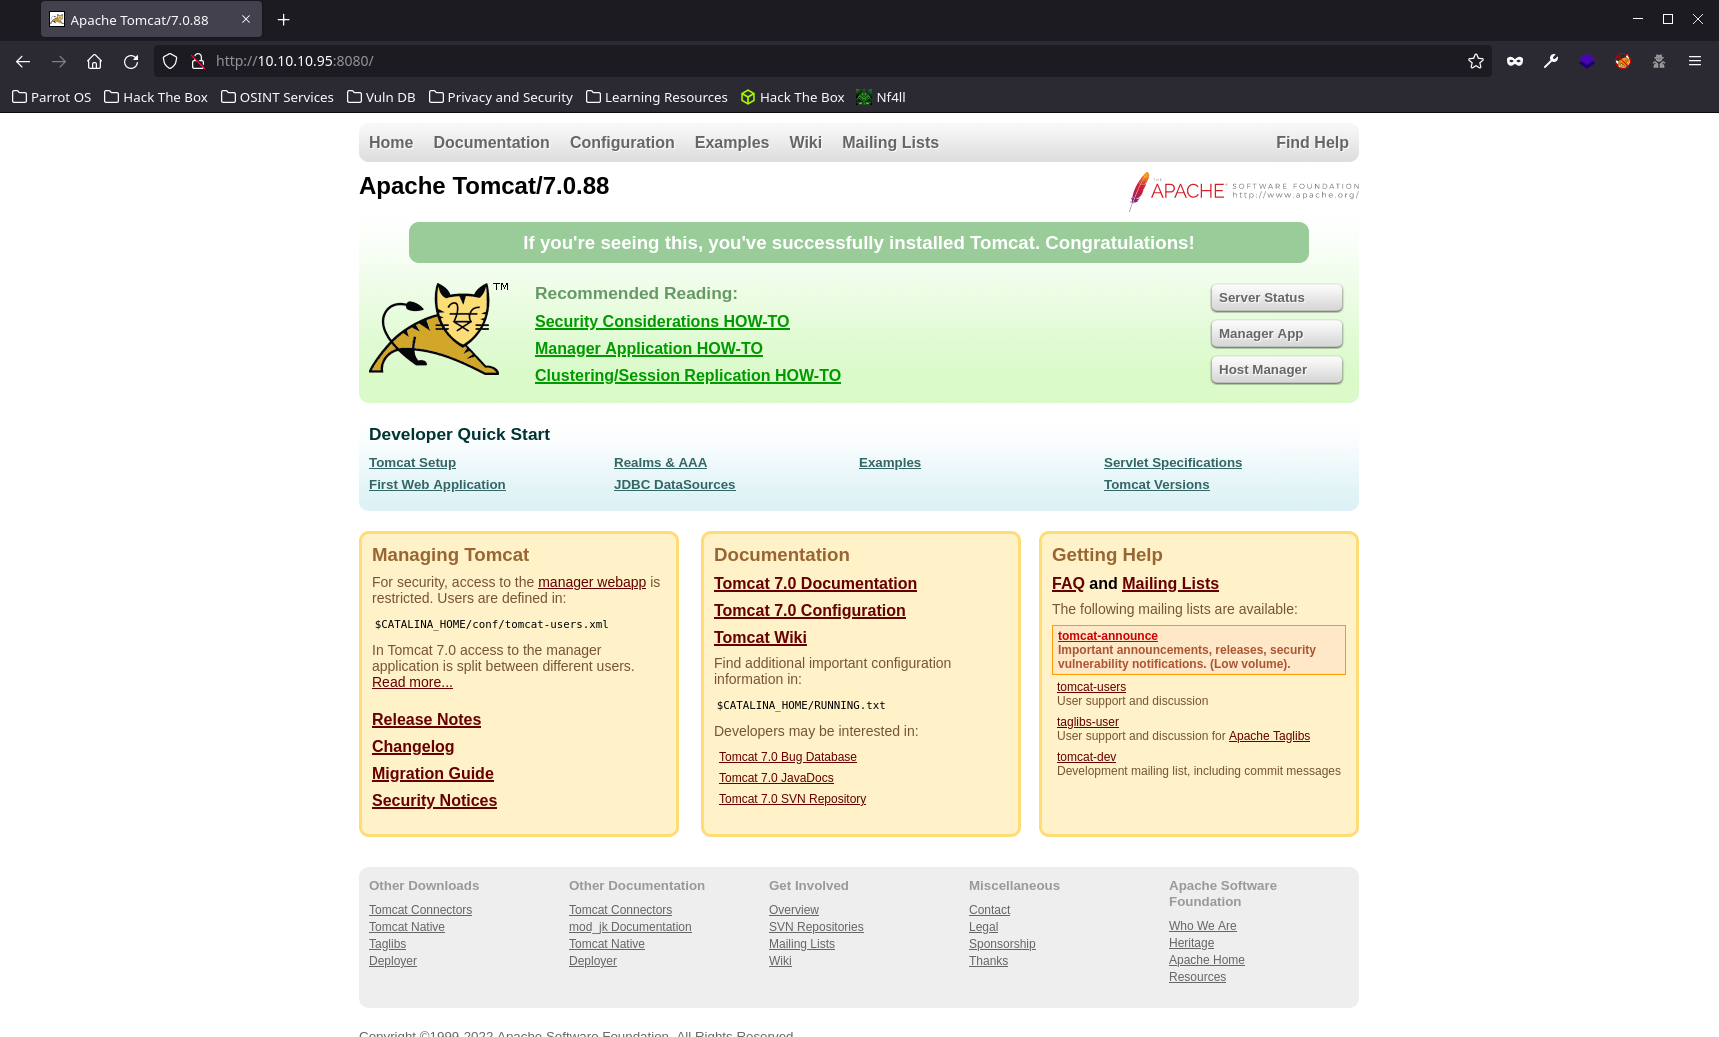 Apache Tomcat/7.0.88
http://10.10.10.95:8080/
Parrot OS Hack The Box OSINT Services Vuln DB Privacy and Security Learning Resources Hack The Box Nf4ll
Home Documentation Configuration Examples Wiki Mailing Lists Find Help
Apache Tomcat/7.0.88
THE
APACHE SOFTWARE FOUNDATION
http://www.apache.org/
If you're seeing this, you've successfully installed Tomcat. Congratulations!
TM
Recommended Reading:
Security Considerations HOW-TO
Manager Application HOW-TO
Clustering/Session Replication HOW-TO
Server Status
Manager App
Host Manager
Developer Quick Start
Tomcat Setup
First Web Application
Realms & AAA
JDBC DataSources
Examples
Servlet Specifications
Tomcat Versions
Managing Tomcat
For security, access to the manager webapp is
restricted. Users are defined in:
$CATALINA_HOME/conf/tomcat-users.xml
In Tomcat 7.0 access to the manager
application is split between different users.
Read more...
Release Notes
Changelog
Migration Guide
Security Notices
Documentation
Tomcat 7.0 Documentation
Tomcat 7.0 Configuration
Tomcat Wiki
Find additional important configuration
information in:
$CATALINA_HOME/RUNNING.txt
Developers may be interested in:
Tomcat 7.0 Bug Database
Tomcat 7.0 JavaDocs
Tomcat 7.0 SVN Repository
Getting Help
FAQ and Mailing Lists
The following mailing lists are available:
tomcat-announce
Important announcements, releases, security
vulnerability notifications. (Low volume).
tomcat-users
User support and discussion
taglibs-user
User support and discussion for Apache Taglibs
tomcat-dev
Development mailing list, including commit messages
Other Downloads
Tomcat Connectors
Tomcat Native
Taglibs
Deployer
Other Documentation
Tomcat Connectors
mod_jk Documentation
Tomcat Native
Deployer
Get Involved
Overview
SVN Repositories
Mailing Lists
Wiki
Miscellaneous
Contact
Legal
Sponsorship
Thanks
Apache Software
Foundation
Who We Are
Heritage
Apache Home
Resources
Copyright ©1999-2022 Apache Software Foundation. All Rights Reserved